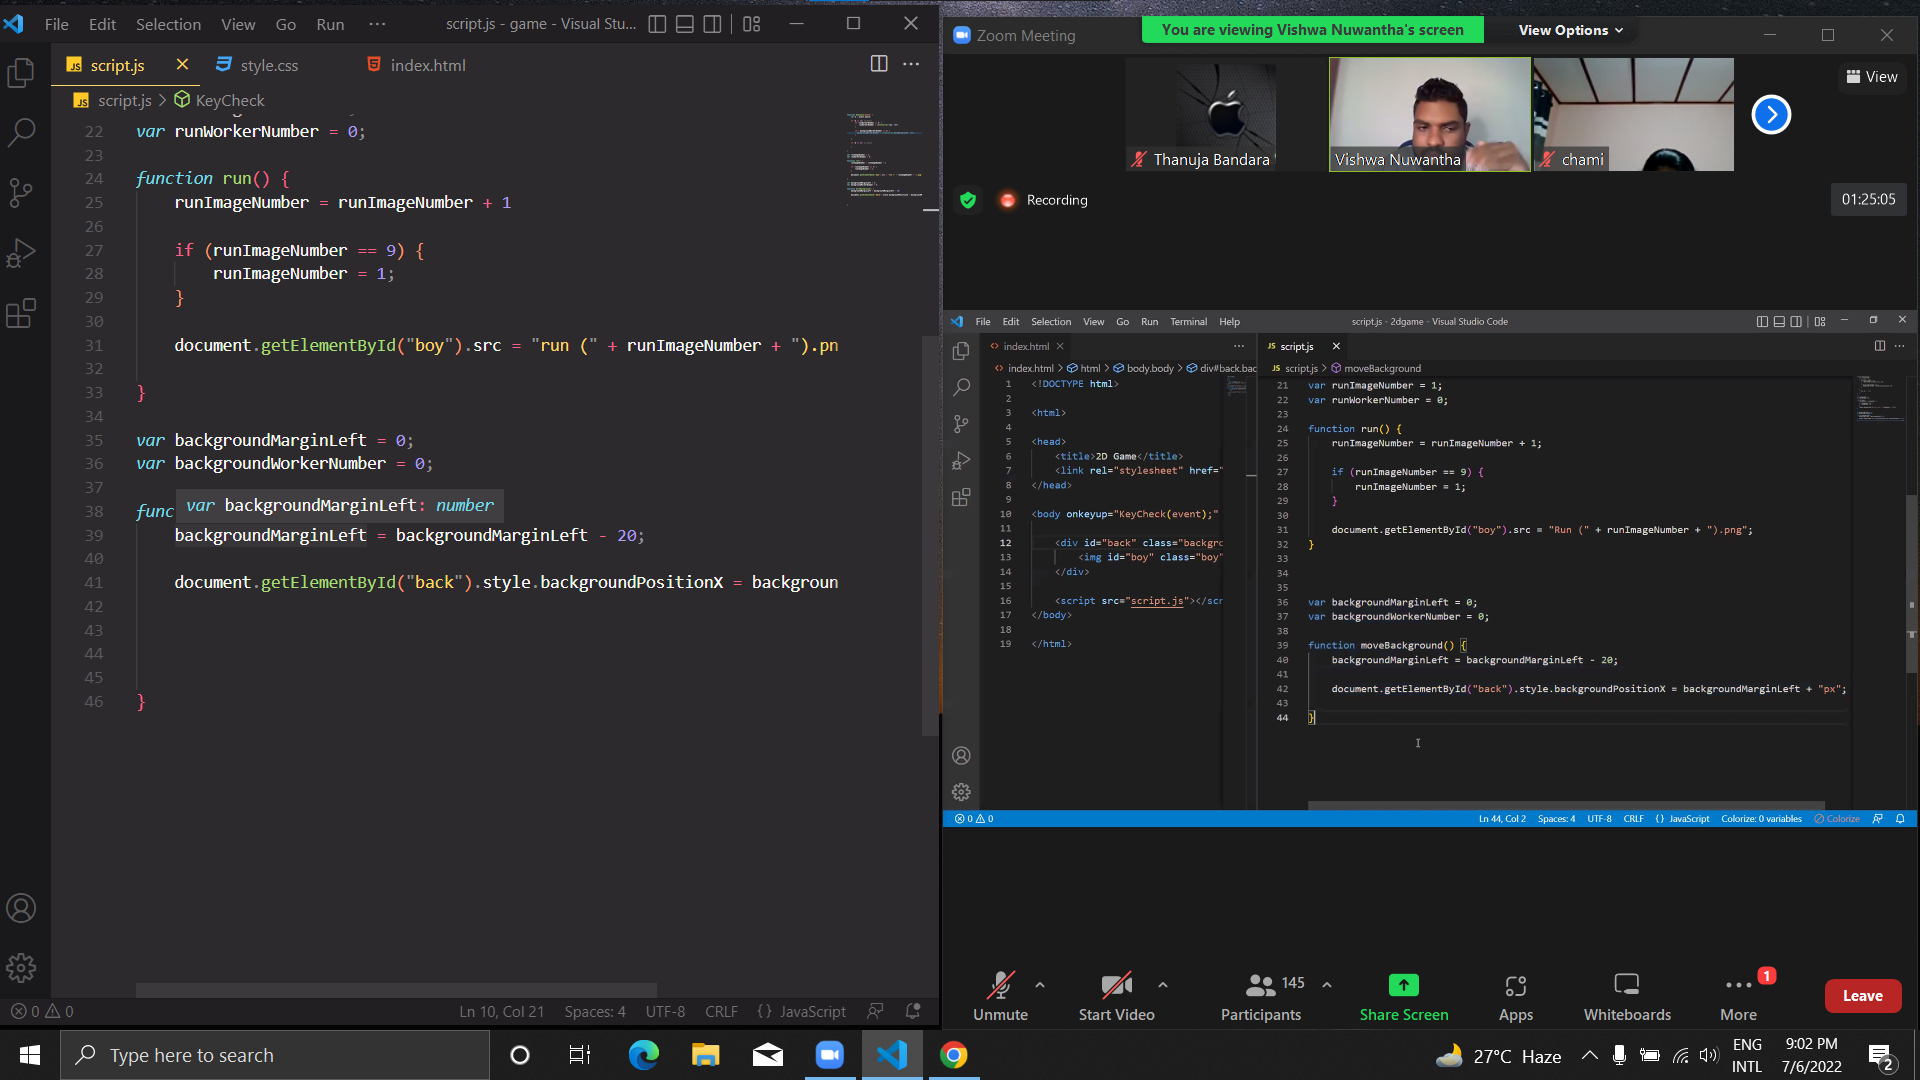 File Edit Selection View Go Run ··· script.js - game - Visual Stu...
script.js style.css index.html
script.js > KeyCheck
22 var runWorkerNumber = 0;
23
24 function run() {
25 runImageNumber = runImageNumber + 1
26
27 if (runImageNumber == 9) {
28 runImageNumber = 1;
29 }
30
31 document.getElementById("boy").src = "run (" + runImageNumber + ").pn
32
33 }
34
35 var backgroundMarginLeft = 0;
36 var backgroundWorkerNumber = 0;
37
38 func
var backgroundMarginLeft: number
39 backgroundMarginLeft = backgroundMarginLeft - 20;
40
41 document.getElementById("back").style.backgroundPositionX = backgroun
42
43
44
45
46 }
0 0 Ln 10, Col 21 Spaces: 4 UTF-8 CRLF {} JavaScript
Zoom Meeting
You are viewing Vishwa Nuwantha's screen View Options
View
Thanuja Bandara Vishwa Nuwantha chami
Recording 01:25:05
File Edit Selection View Go Run Terminal Help script.js - 2dgame - Visual Studio Code
index.html
index.html > html > body.body > div#back.bac
1 <!DOCTYPE html>
2
3 <html>
4
5 <head>
6 <title>2D Game</title>
7 <link rel="stylesheet" href="
8 </head>
9
10 <body onkeyup="KeyCheck(event);"
11
12 <div id="back" class="backgro
13 <img id="boy" class="boy"
14 </div>
15
16 <script src="script.js"></scr
17 </body>
18
19 </html>
script.js
script.js > moveBackground
21 var runImageNumber = 1;
22 var runWorkerNumber = 0;
23
24 function run() {
25 runImageNumber = runImageNumber + 1;
26
27 if (runImageNumber == 9) {
28 runImageNumber = 1;
29 }
30
31 document.getElementById("boy").src = "Run (" + runImageNumber + ").png";
32 }
33
34
35
36 var backgroundMarginLeft = 0;
37 var backgroundWorkerNumber = 0;
38
39 function moveBackground() {
40 backgroundMarginLeft = backgroundMarginLeft - 20;
41
42 document.getElementById("back").style.backgroundPositionX = backgroundMarginLeft + "px";
43
44 }
0 0 Ln 44, Col 2 Spaces: 4 UTF-8 CRLF {} JavaScript Colorize: 0 variables Colorize
145 1
Unmute Start Video Participants Share Screen Apps Whiteboards More Leave
Type here to search
27°C Haze ENG INTL 9:02 PM 7/6/2022 2